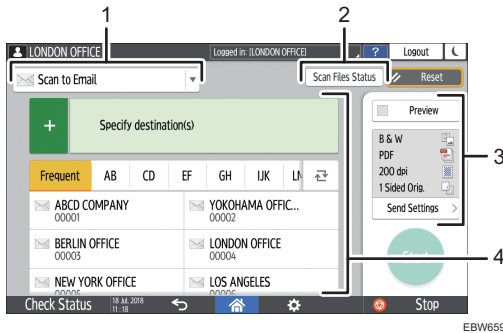 1
2
LONDON OFFICE
Logged in: [LONDON OFFICE]
?
Logout
Scan to Email
Scan Files Status
Reset
+
Specify destination(s)
Preview
B & W
PDF
200 dpi
1 Sided Orig.
Send Settings
3
Frequent
AB
CD
EF
GH
IJK
ABCD COMPANY
00001
YOKOHAMA OFFIC...
00002
BERLIN OFFICE
00003
LONDON OFFICE
00004
NEW YORK OFFICE
00005
LOS ANGELES
00006
4
Check Status
18 Jul. 2018
11:18
Stop
EBW659